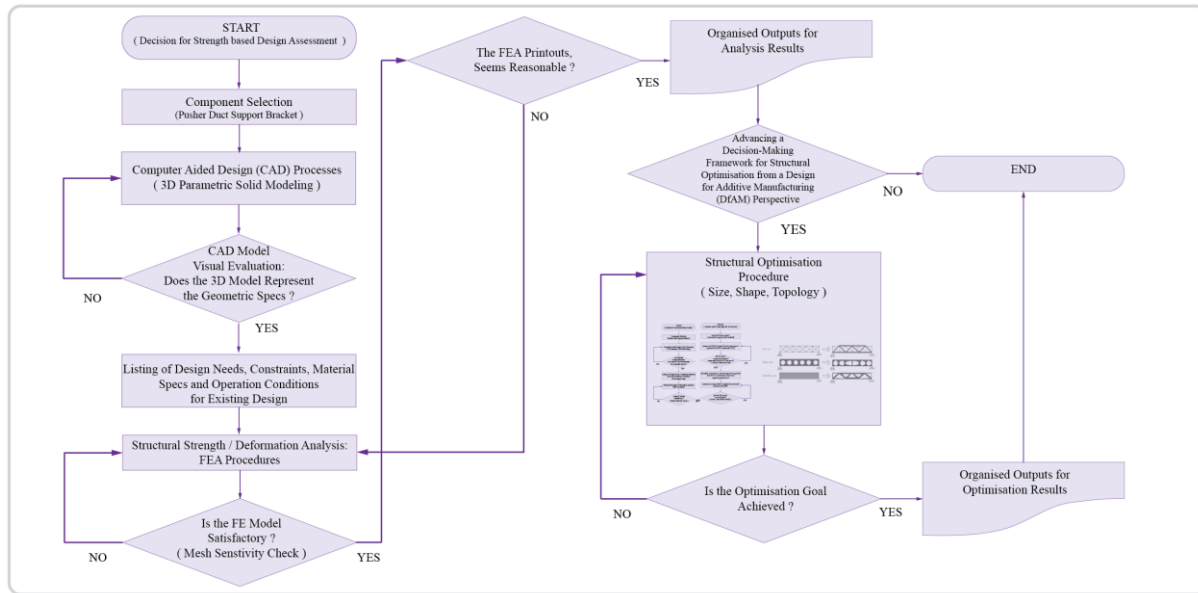 START
( Decision for Strength based Design Assessment )
Component Selection
(Pusher Duct Support Bracket)
Computer Aided Design (CAD) Processes
( 3D Parametric Solid Modeling )
CAD Model
Visual Evaluation:
Does the 3D Model Represent
the Geometric Specs ?
NO
YES
Listing of Design Needs, Constraints, Material
Specs and Operation Conditions
for Existing Design
Structural Strength / Deformation Analysis:
FEA Procedures
Is the FE Model
Satisfactory ?
( Mesh Senstivity Check )
NO
YES
The FEA Printouts,
Seems Reasonable ?
YES
NO
Organised Outputs for
Analysis Results
Advancing a
Decision-Making
Framework for Structural
Optimisation from a Design
for Additive Manufacturing
(DfAM) Perspective
NO
YES
END
Structural Optimisation
Procedure
( Size, Shape, Topology )
Is the Optimisation Goal
Achieved ?
NO
YES
Organised Outputs for
Optimisation Results